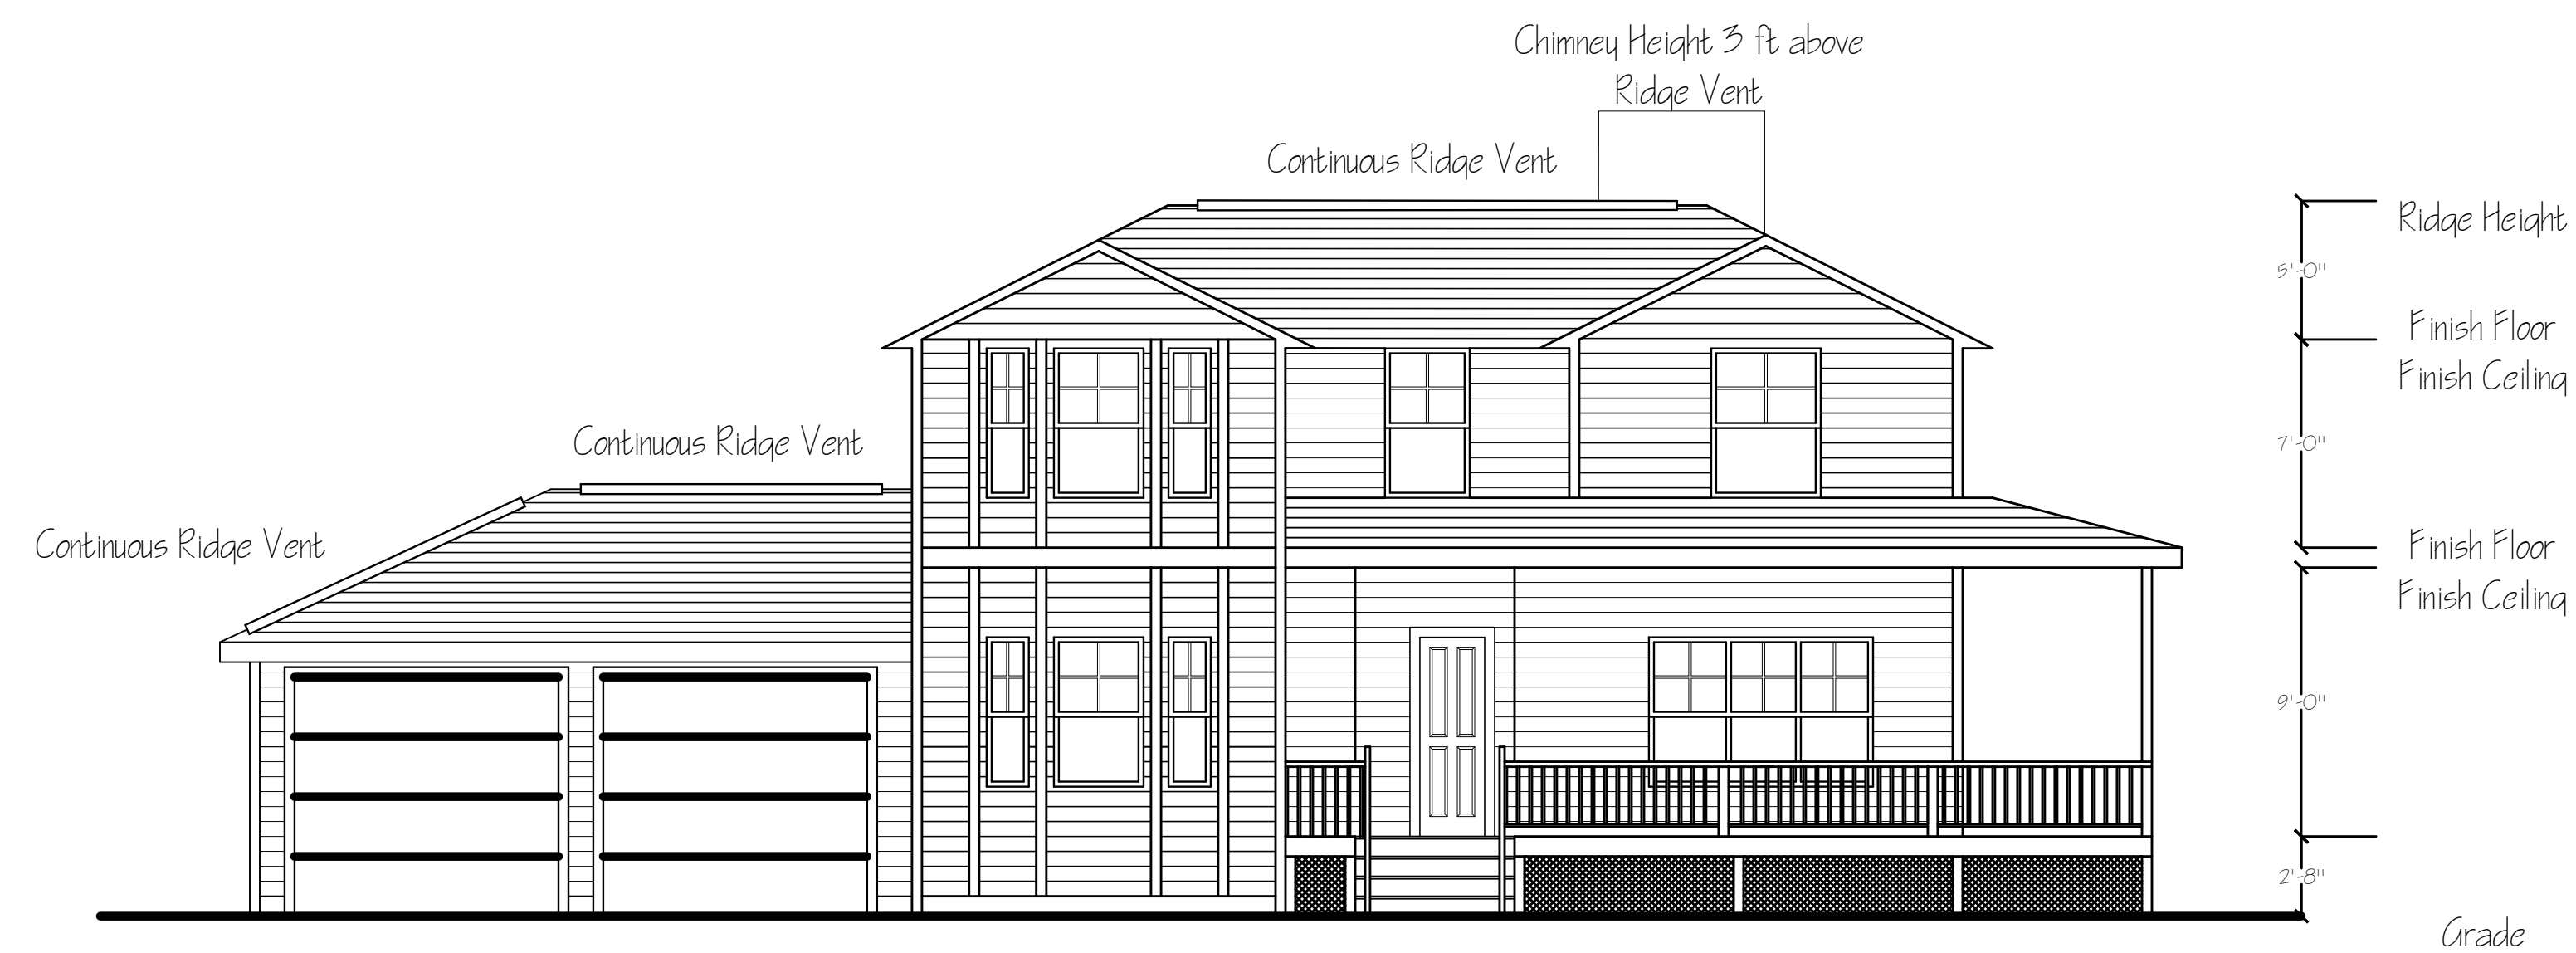 Chimney Height 3 ft above
Ridge Vent
Continuous Ridge Vent
Ridge Height
5'-0"
Finish Floor
Finish Ceiling
7'-0"
Continuous Ridge Vent
Continuous Ridge Vent
Finish Floor
Finish Ceiling
9'-0"
2'-8"
Grade